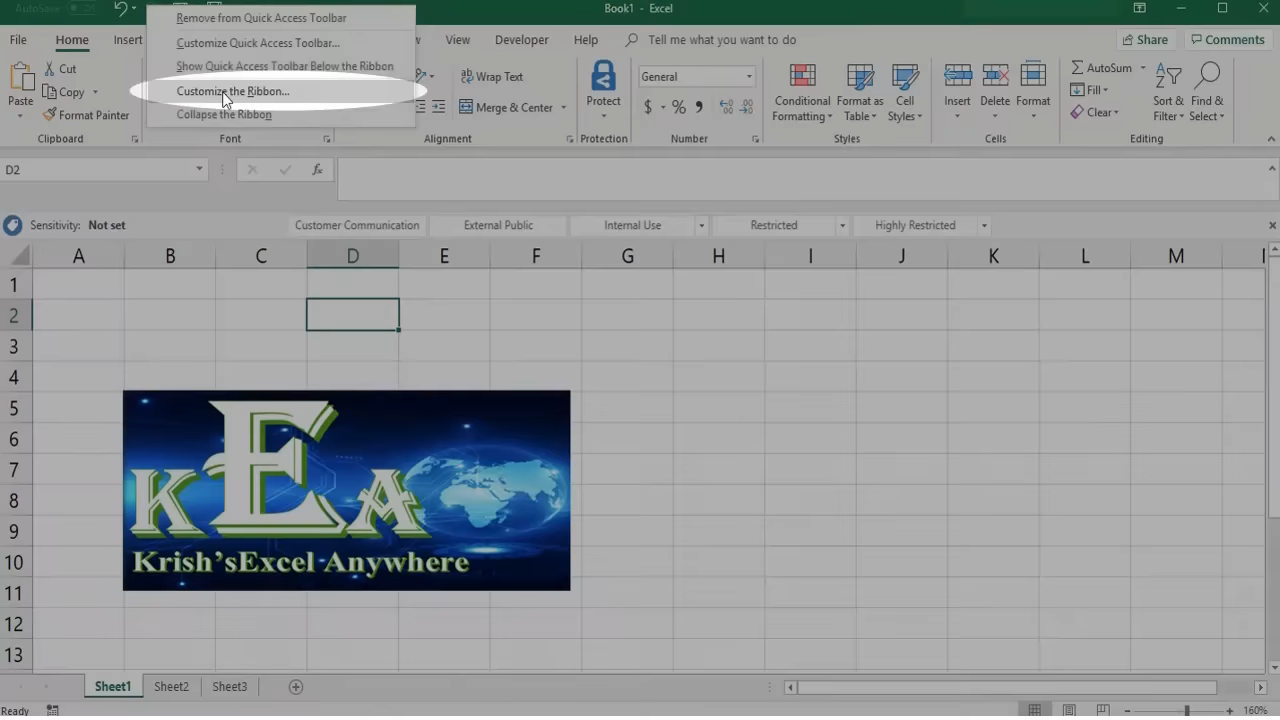 AutoSave On
Book1 - Excel
Remove from Quick Access Toolbar
Customize Quick Access Toolbar...
Show Quick Access Toolbar Below the Ribbon
Customize the Ribbon...
Collapse the Ribbon
File Home Insert View Developer Help Tell me what you want to do Share Comments
Paste Cut Copy Format Painter
Wrap Text Merge & Center
Protect
General
$ % 9
Conditional Formatting Format as Table Cell Styles
Insert Delete Format
AutoSum Fill Clear
Sort & Filter Find & Select
Clipboard Font Alignment Protection Number Styles Cells Editing
D2 fx
Sensitivity: Not set Customer Communication External Public Internal Use Restricted Highly Restricted
A B C D E F G H I J K L M
1
2
3
4
5
6
7
8
9
10
11
12
13
KEA
Krish'sExcel Anywhere
Sheet1 Sheet2 Sheet3
Ready 160%